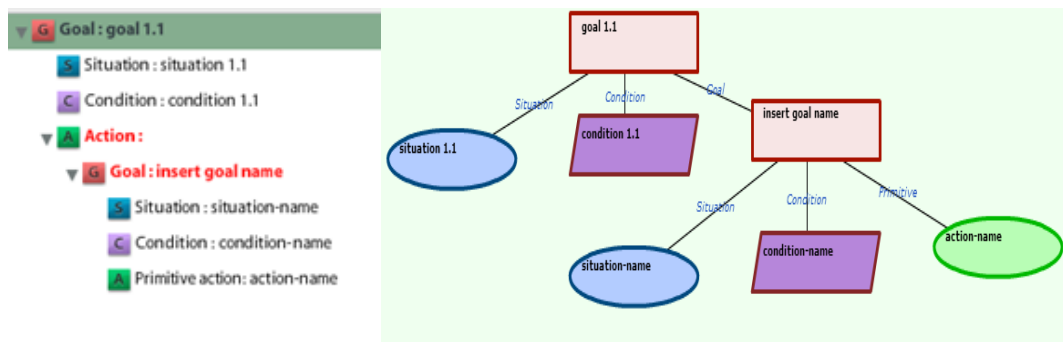 G Goal : goal 1.1
S Situation : situation 1.1
C Condition : condition 1.1
A Action :
G Goal : insert goal name
S Situation : situation-name
C Condition : condition-name
A Primitive action: action-name
goal 1.1
Situation
Condition
Goal
situation 1.1
condition 1.1
insert goal name
Situation
Condition
Primitive
situation-name
condition-name
action-name